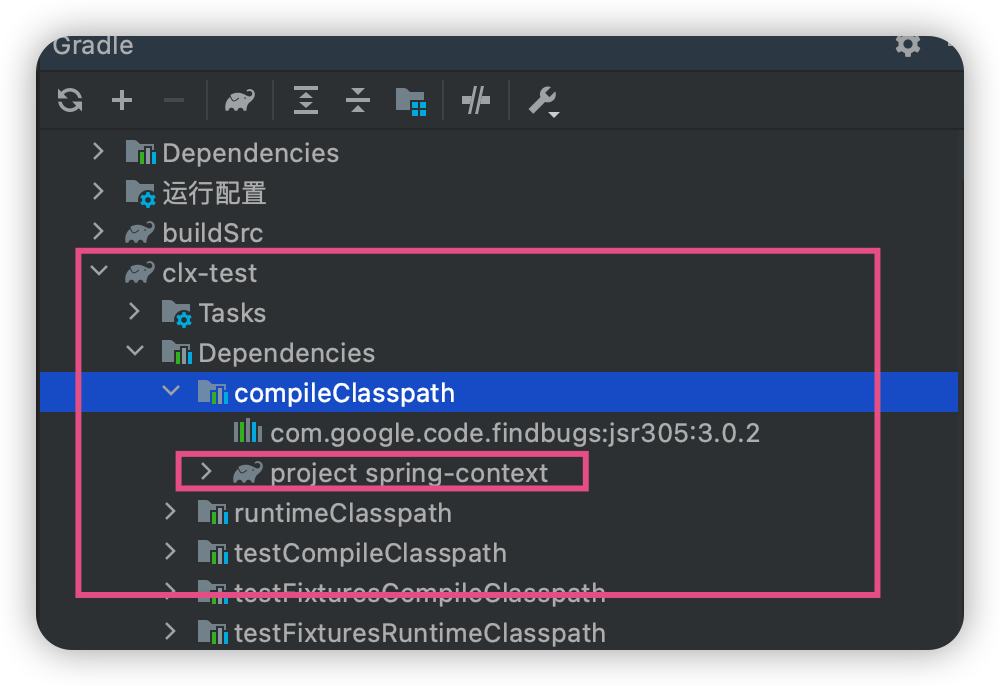 Gradle
Dependencies
运行配置
buildSrc
clx-test
Tasks
Dependencies
compileClasspath
com.google.code.findbugs:jsr305:3.0.2
project spring-context
runtimeClasspath
testCompileClasspath
testFixturesCompileClasspath
testFixturesRuntimeClasspath